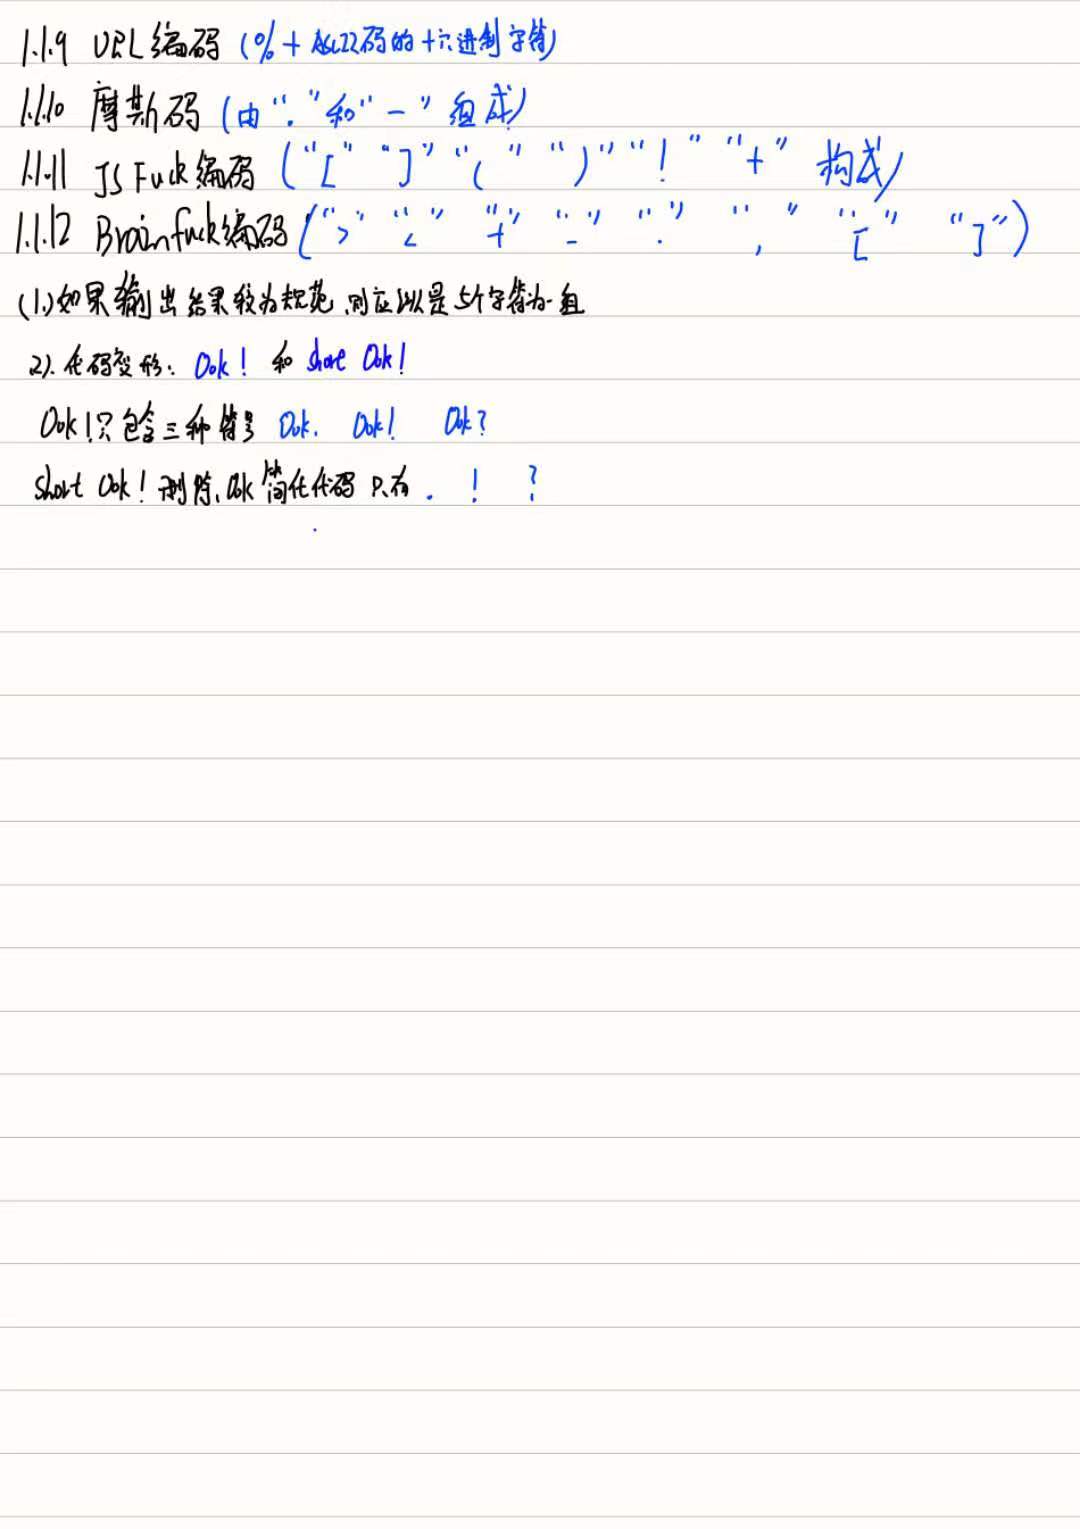 1.1.9 URL编码 (%+ASCII码的十六进制字符)
1.1.10 摩斯码 (由“.”和“-”组成)
1.1.11 JSFuck编码 (“[” “]” “(” “)” “!” “+” 构成)
1.1.12 Brainfuck编码 (“>” “<” “+” “-” “.” “,” “[” “]”)
(1.)如果输出结果较为规范,则应以是5个字符为一组
2). 代码变形: Ook! 和 short Ook!
Ook!只包含三种符号 Ook. Ook! Ook?
Short Ook! 删除,Ook 简化代码 只有 . ! ?